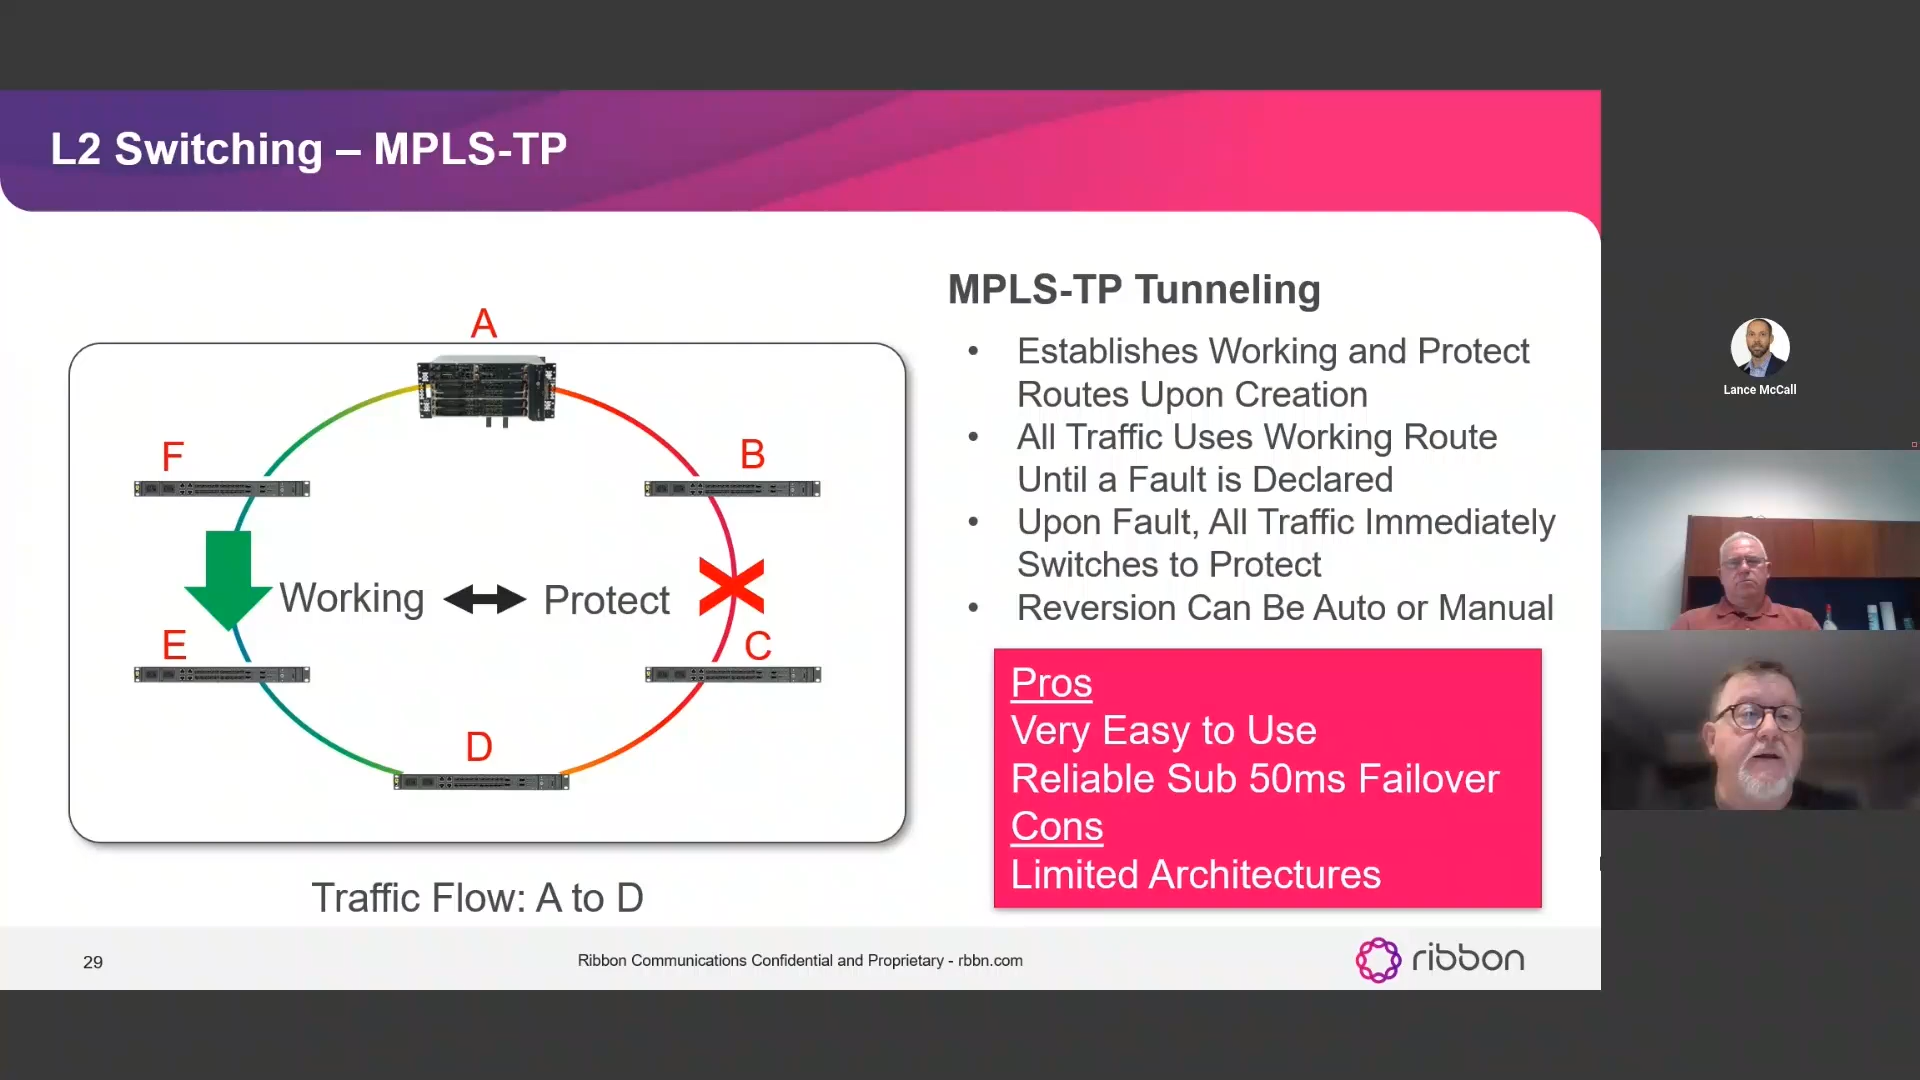 L2 Switching – MPLS-TP
A
F
B
Working
Protect
E
C
D
Traffic Flow: A to D
MPLS-TP Tunneling
• Establishes Working and Protect
Routes Upon Creation
• All Traffic Uses Working Route
Until a Fault is Declared
• Upon Fault, All Traffic Immediately
Switches to Protect
• Reversion Can Be Auto or Manual
Pros
Very Easy to Use
Reliable Sub 50ms Failover
Cons
Limited Architectures
29
Ribbon Communications Confidential and Proprietary - rbbn.com
ribbon
Lance McCall